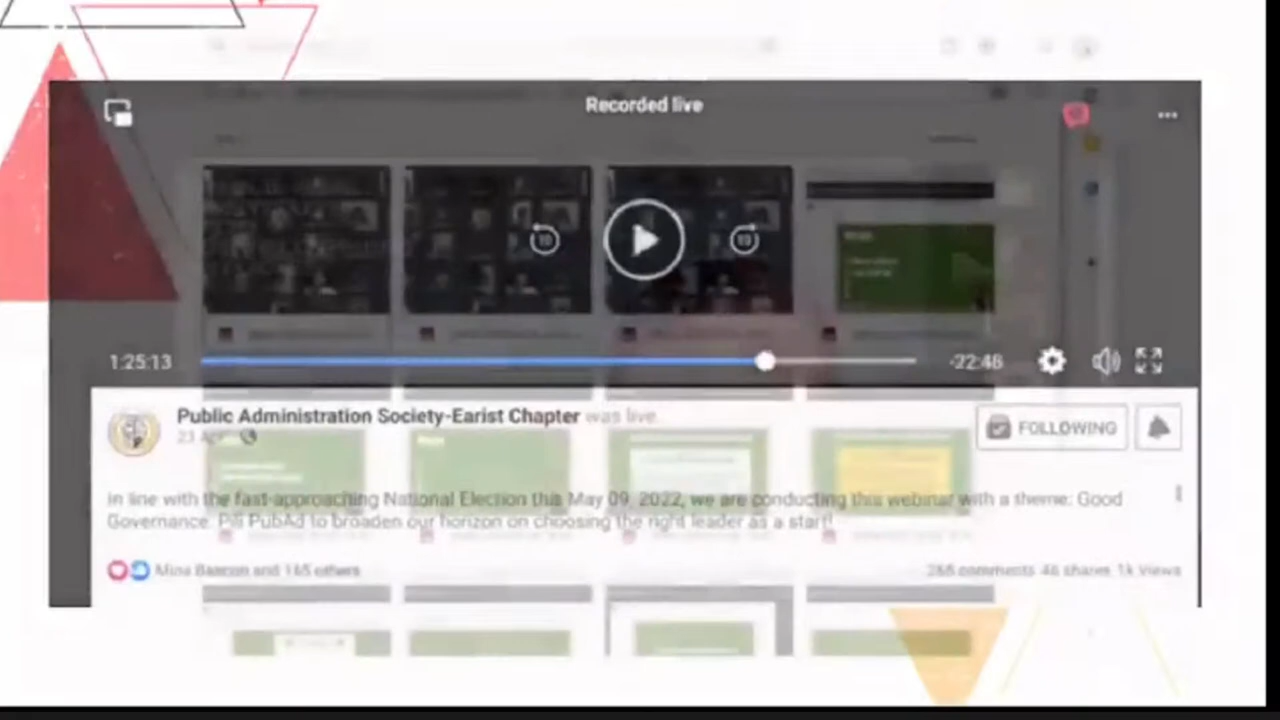 Recorded live
10
10
1:25:13
-22:48
Public Administration Society-Earist Chapter was live.
FOLLOWING
In line with the fast-approaching National Election this May 09, 2022, we are conducting this webinar with a theme: Good
Governance: Pili PubAd to broaden our horizon on choosing the right leader as a start!
and 165 others
268 comments 46 shares 1k Views